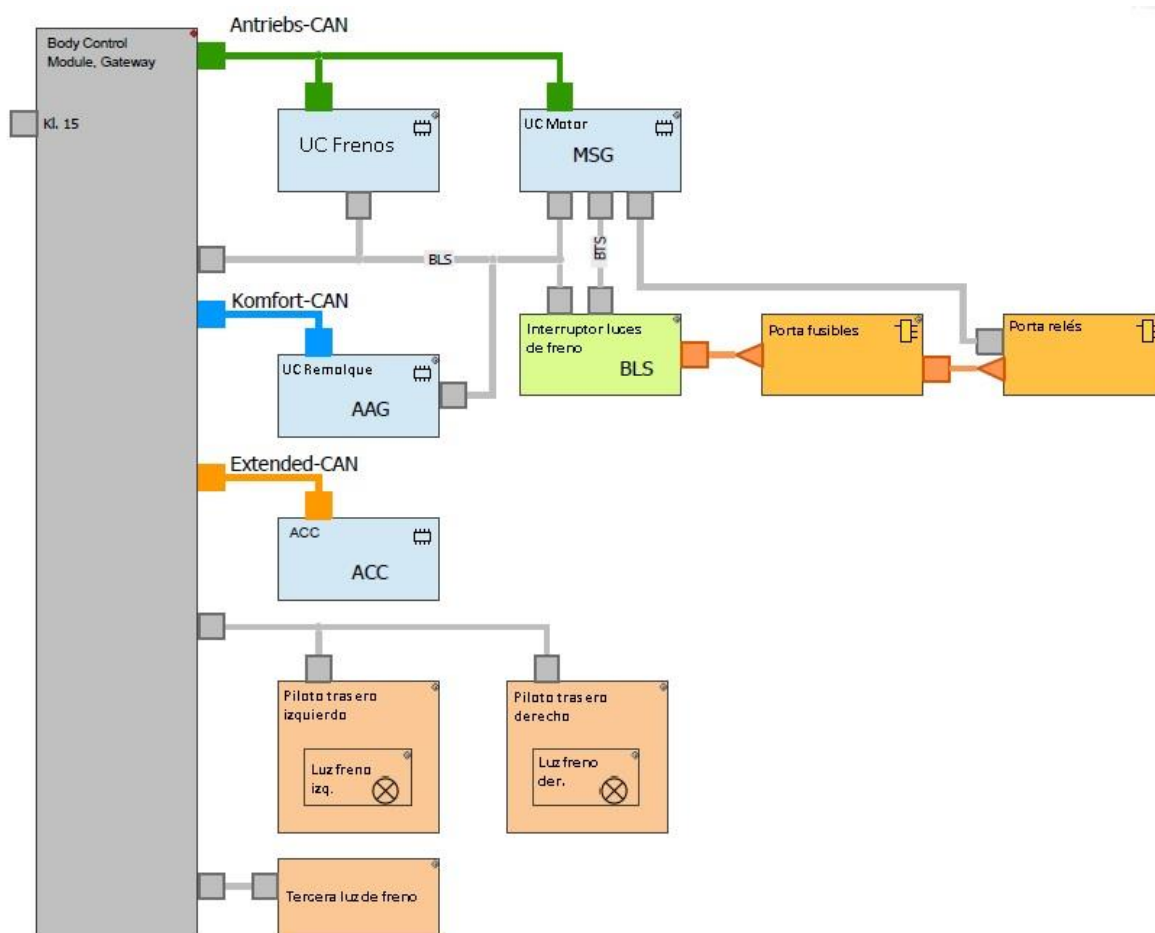 Antriebs-CAN
Body Control
Module, Gateway
Kl. 15
UC Frenos
UC Motor
MSG
BLS
BTS
Komfort-CAN
Interruptor luces
de freno
BLS
Porta fusibles
Porta relés
UC Remolque
AAG
Extended-CAN
ACC
ACC
Piloto trasero
izquierdo
Piloto trasero
derecho
Luz freno
izq.
Luz freno
der.
Tercera luz de freno